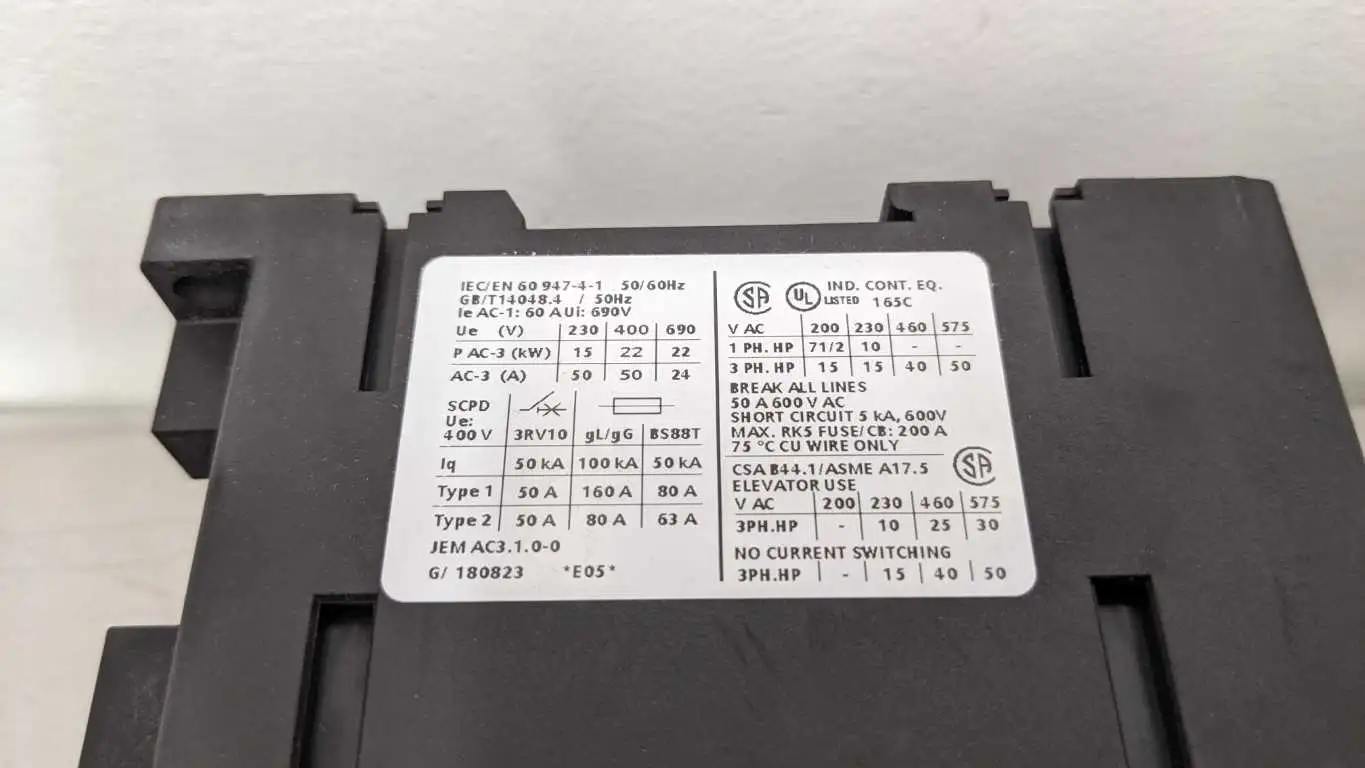 IEC/EN 60 947-4-1 50/60Hz
GB/T14048.4 / 50Hz
Ie AC-1: 60 A Ui: 690V
Ue (V) 230 400 690
P AC-3 (kW) 15 22 22
AC-3 (A) 50 50 24
SCPD
Ue:
400 V 3RV10 gL/gG BS88T
Iq 50 kA 100 kA 50 kA
Type 1 50 A 160 A 80 A
Type 2 50 A 80 A 63 A
JEM AC3.1.0-0
G/ 180823 *E05*
SA UL LISTED IND. CONT. EQ.
165C
V AC 200 230 460 575
1 PH. HP 71/2 10 - -
3 PH. HP 15 15 40 50
BREAK ALL LINES
50 A 600 V AC
SHORT CIRCUIT 5 kA, 600V
MAX. RK5 FUSE/CB: 200 A
75 °C CU WIRE ONLY
CSA B44.1/ASME A17.5 SA
ELEVATOR USE
V AC 200 230 460 575
3PH.HP - 10 25 30
NO CURRENT SWITCHING
3PH.HP - 15 40 50